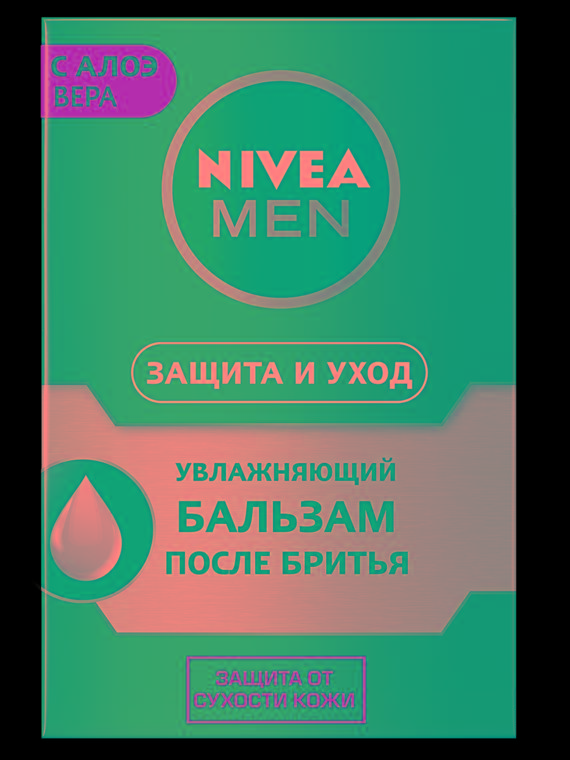 С АЛОЭ
ВЕРА
NIVEA
MEN
ЗАЩИТА И УХОД
УВЛАЖНЯЮЩИЙ
БАЛЬЗАМ
ПОСЛЕ БРИТЬЯ
ЗАЩИТА ОТ
СУХОСТИ КОЖИ